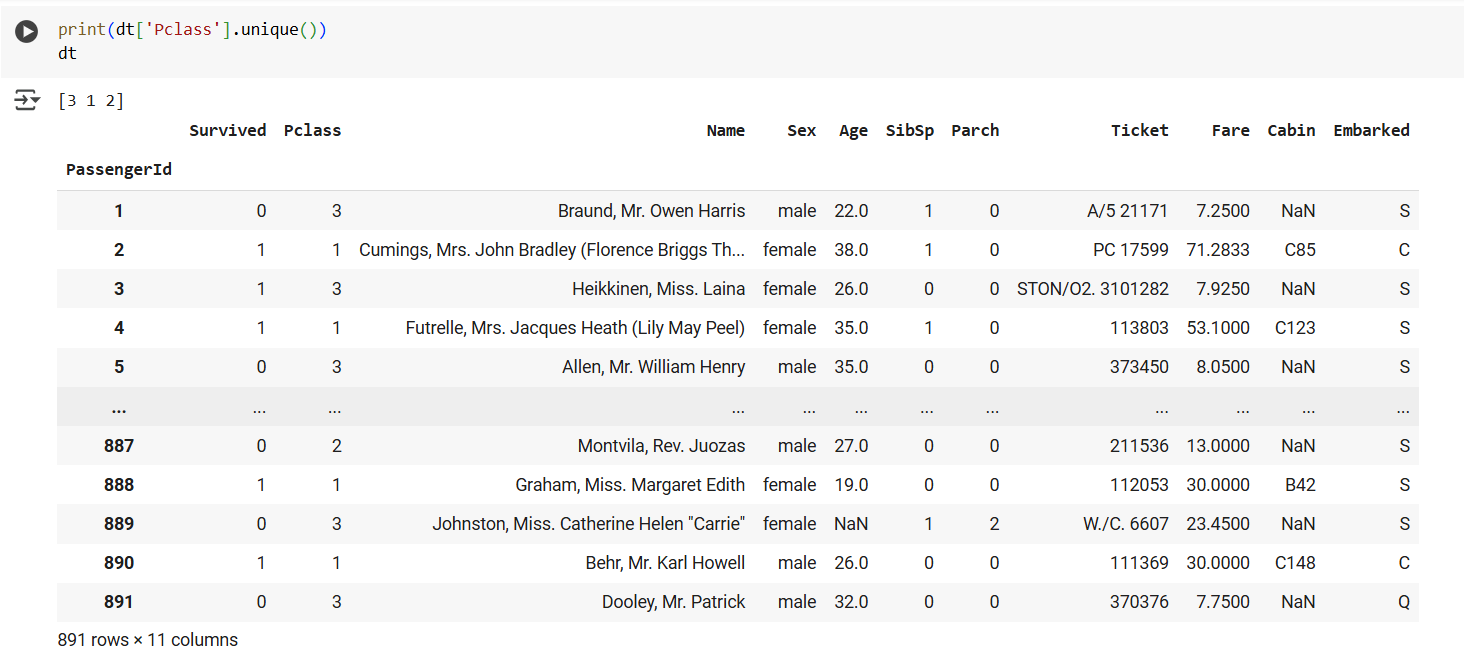 print(dt['Pclass'].unique())
dt
[3 1 2]
Survived Pclass Name Sex Age SibSp Parch Ticket Fare Cabin Embarked
PassengerId
1 0 3 Braund, Mr. Owen Harris male 22.0 1 0 A/5 21171 7.2500 NaN S
2 1 1 Cumings, Mrs. John Bradley (Florence Briggs Th... female 38.0 1 0 PC 17599 71.2833 C85 C
3 1 3 Heikkinen, Miss. Laina female 26.0 0 0 STON/O2. 3101282 7.9250 NaN S
4 1 1 Futrelle, Mrs. Jacques Heath (Lily May Peel) female 35.0 1 0 113803 53.1000 C123 S
5 0 3 Allen, Mr. William Henry male 35.0 0 0 373450 8.0500 NaN S
... ... ... ... ... ... ... ... ... ... ... ...
887 0 2 Montvila, Rev. Juozas male 27.0 0 0 211536 13.0000 NaN S
888 1 1 Graham, Miss. Margaret Edith female 19.0 0 0 112053 30.0000 B42 S
889 0 3 Johnston, Miss. Catherine Helen "Carrie" female NaN 1 2 W./C. 6607 23.4500 NaN S
890 1 1 Behr, Mr. Karl Howell male 26.0 0 0 111369 30.0000 C148 C
891 0 3 Dooley, Mr. Patrick male 32.0 0 0 370376 7.7500 NaN Q
891 rows × 11 columns